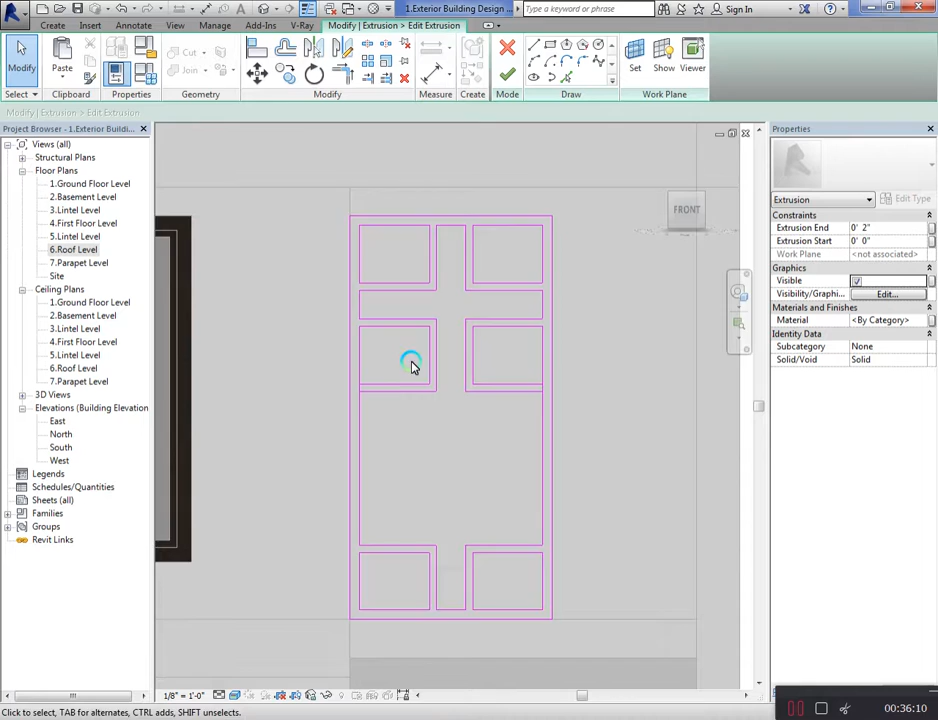 1.Exterior Building Design ...
Type a keyword or phrase
Sign In
Create
Insert
Annotate
View
Manage
Add-Ins
V-Ray
Modify | Extrusion > Edit Extrusion
Modify
Paste
Cut
Join
Set
Show
Viewer
Select
Clipboard
Properties
Geometry
Modify
Measure
Create
Mode
Draw
Work Plane
Modify | Extrusion > Edit Extrusion
Project Browser - 1.Exterior Buildi...
Views (all)
Structural Plans
Floor Plans
1.Ground Floor Level
2.Basement Level
3.Lintel Level
4.First Floor Level
5.Lintel Level
6.Roof Level
7.Parapet Level
Site
Ceiling Plans
1.Ground Floor Level
2.Basement Level
3.Lintel Level
4.First Floor Level
5.Lintel Level
6.Roof Level
7.Parapet Level
3D Views
Elevations (Building Elevation
East
North
South
West
Legends
Schedules/Quantities
Sheets (all)
Families
Groups
Revit Links
FRONT
Properties
Extrusion
Edit Type
Constraints
Extrusion End 0' 2"
Extrusion Start 0' 0"
Work Plane <not associated>
Graphics
Visible
Visibility/Graphi... Edit...
Materials and Finishes
Material <By Category>
Identity Data
Subcategory None
Solid/Void Solid
1/8" = 1'-0"
Click to select, TAB for alternates, CTRL adds, SHIFT unselects.
00:36:10